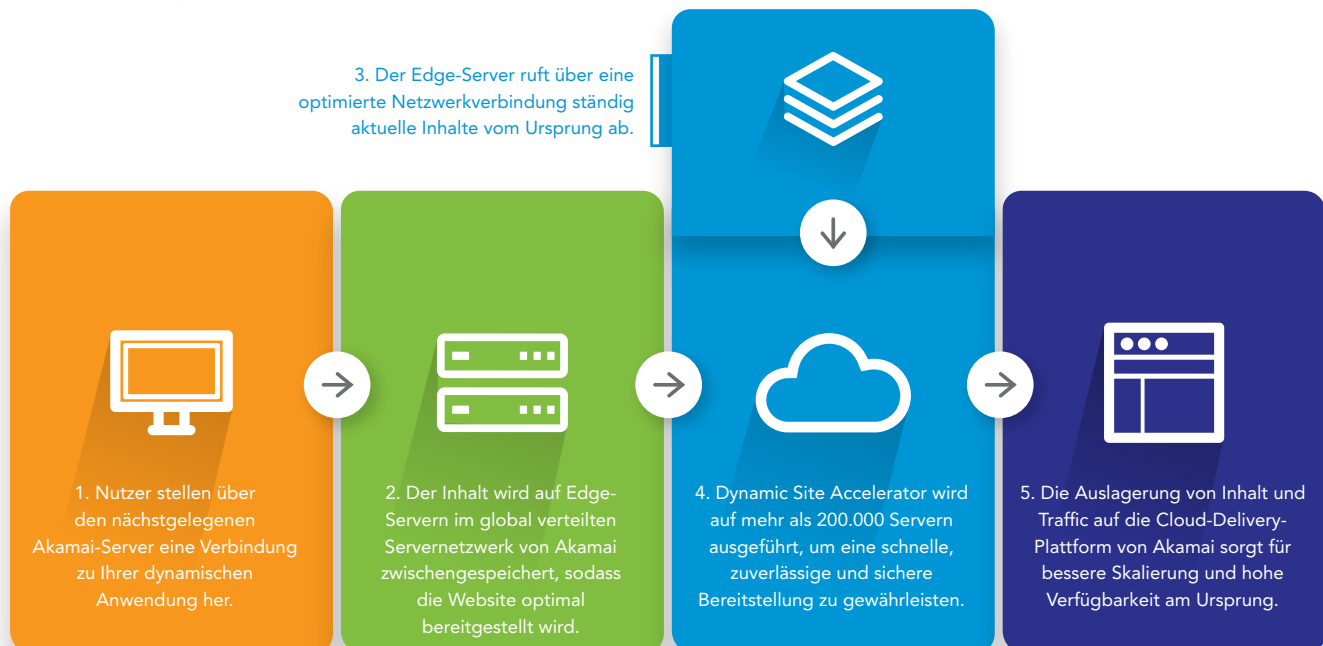 1. Nutzer stellen über
den nächstgelegenen
Akamai-Server eine Verbindung
zu Ihrer dynamischen
Anwendung her.
2. Der Inhalt wird auf Edge-
Servern im global verteilten
Servernetzwerk von Akamai
zwischengespeichert, sodass
die Website optimal
bereitgestellt wird.
3. Der Edge-Server ruft über eine
optimierte Netzwerkverbindung ständig
aktuelle Inhalte vom Ursprung ab.
4. Dynamic Site Accelerator wird
auf mehr als 200.000 Servern
ausgeführt, um eine schnelle,
zuverlässige und sichere
Bereitstellung zu gewährleisten.
5. Die Auslagerung von Inhalt und
Traffic auf die Cloud-Delivery-
Plattform von Akamai sorgt für
bessere Skalierung und hohe
Verfügbarkeit am Ursprung.